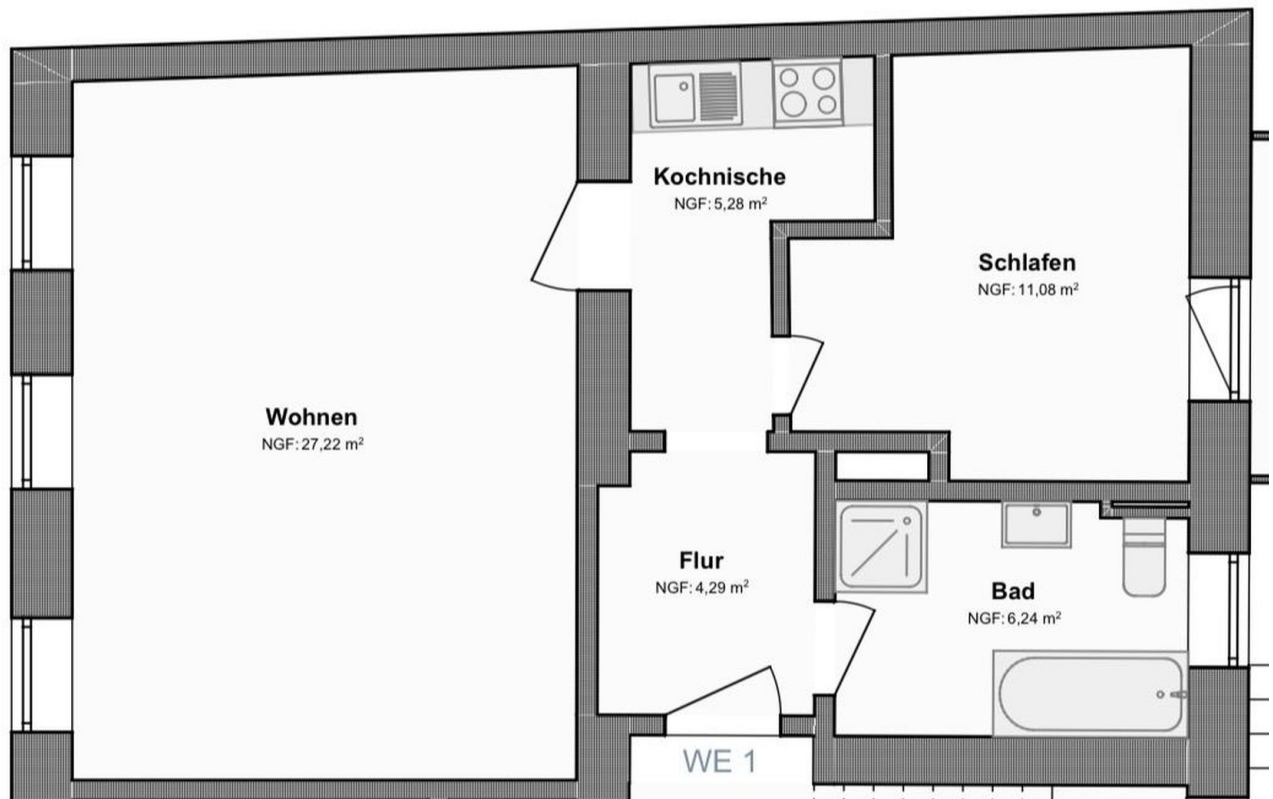 Kochnische
NGF: 5,28 m²
Schlafen
NGF: 11,08 m²
Wohnen
NGF: 27,22 m²
Flur
NGF: 4,29 m²
Bad
NGF: 6,24 m²
WE 1